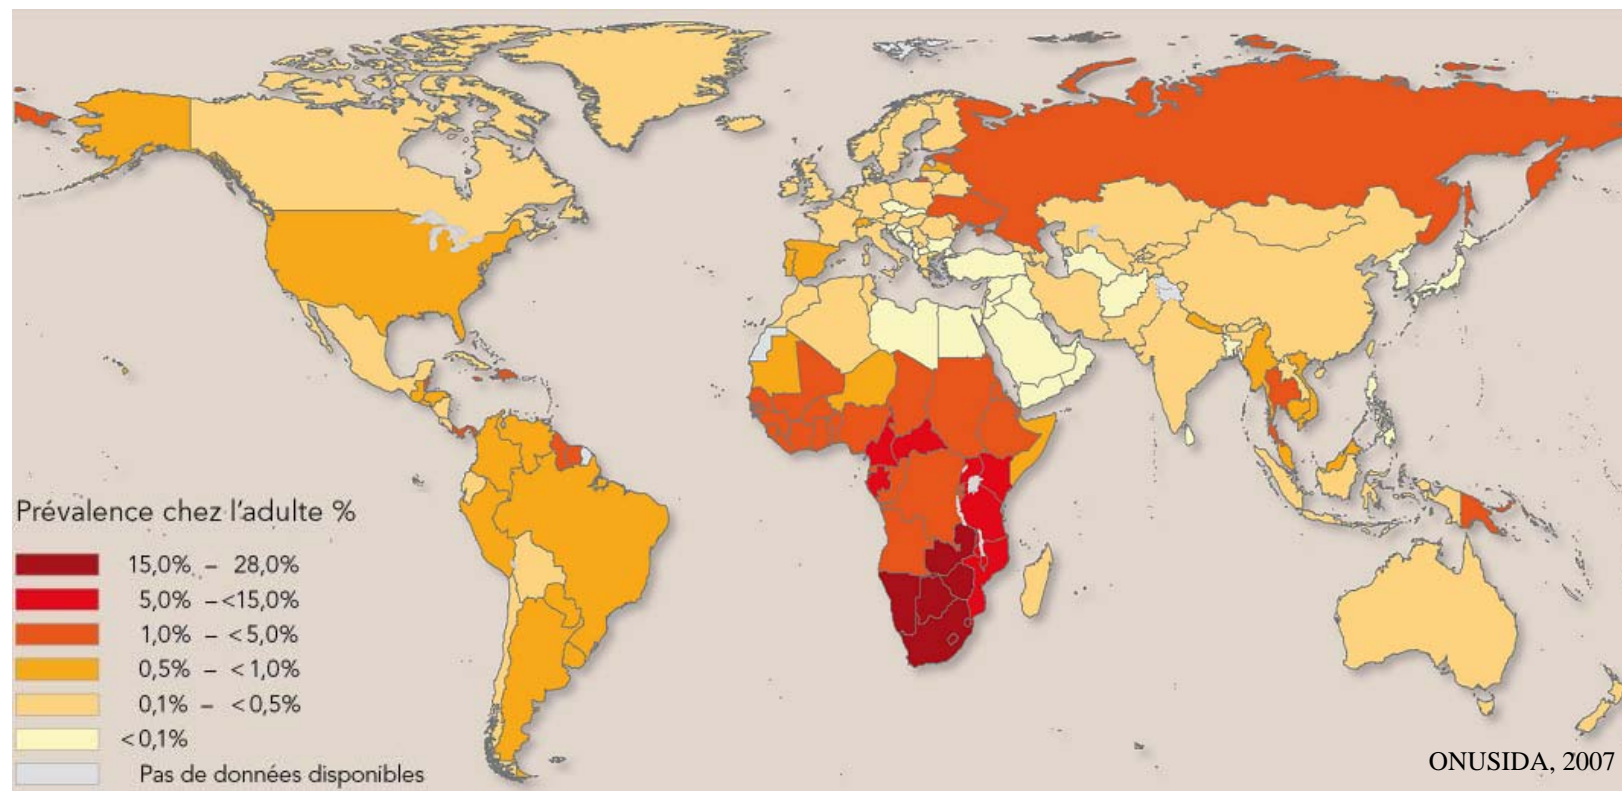 Prévalence chez l'adulte %
15,0% – 28,0%
5,0% –<15,0%
1,0% – <5,0%
0,5% – <1,0%
0,1% – <0,5%
<0,1%
Pas de données disponibles
ONUSIDA, 2007